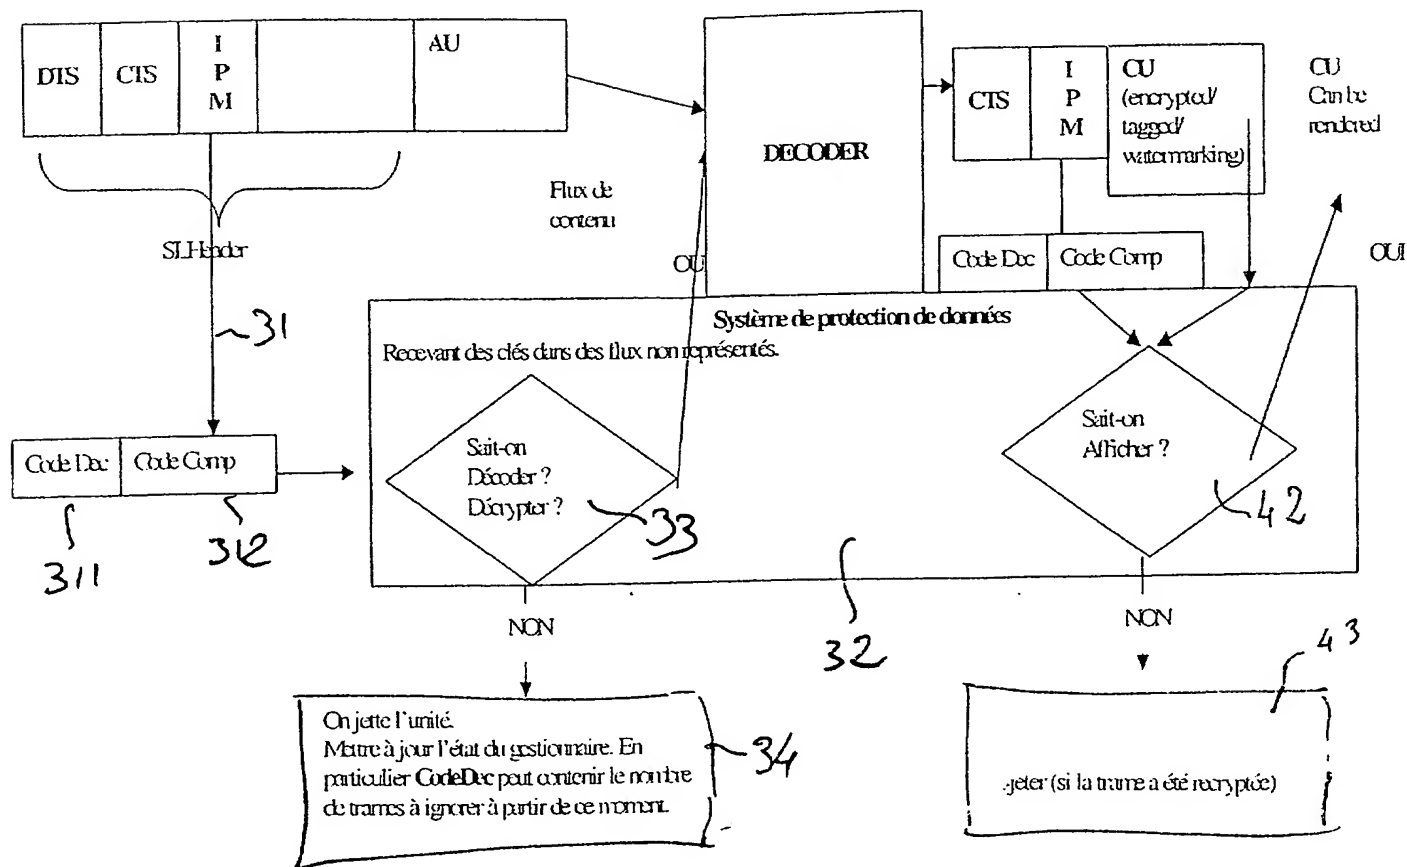 DTS
CTS
I
P
M
AU
SLHeader
Flux de
contenu
OUI
DECODER
CTS
I
P
M
CU
(encrypted/
tagged/
watermarking)
CU
Can be
rendered
OUI
Code Dec
Code Comp
31
Système de protection de données
Recevant des clés dans des flux non représentés.
Code Dec
Code Comp
311
312
Sait-on
Décoder ?
Décrypter ?
33
Sait-on
Afficher ?
42
32
NON
NON
43
On jette l'unité.
Mettre à jour l'état du gestionnaire. En
particulier CodeDec peut contenir le nombre
de trames à ignorer à partir de ce moment.
34
-jeter (si la trame a été recryptée)